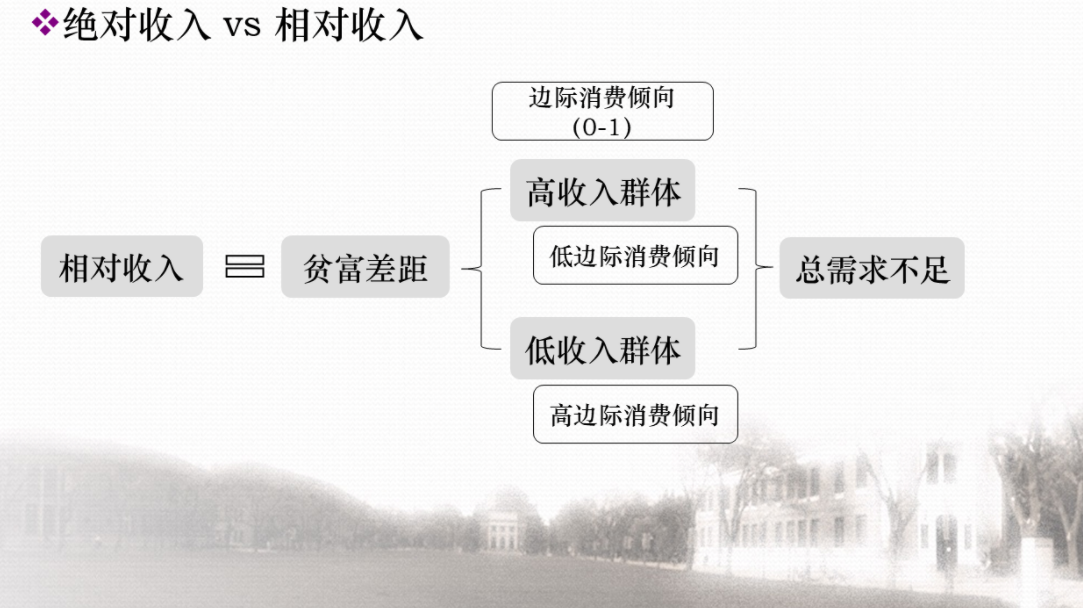 绝对收入 vs 相对收入
边际消费倾向
(0-1)
高收入群体
低边际消费倾向
相对收入
贫富差距
总需求不足
低收入群体
高边际消费倾向